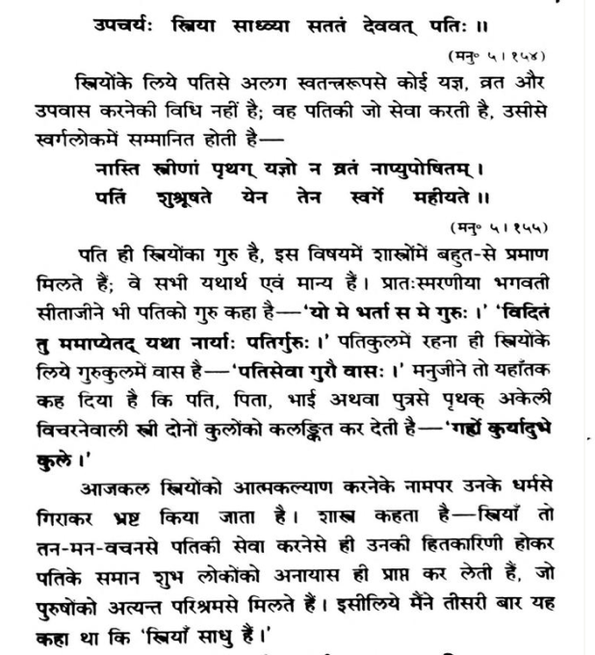 उपचर्यः स्त्रिया साध्व्या सततं देववत् पतिः ॥
(मनु० ५। १५४)
स्त्रियोंके लिये पतिसे अलग स्वतन्त्ररूपसे कोई यज्ञ, व्रत और
उपवास करनेकी विधि नहीं है; वह पतिकी जो सेवा करती है, उसीसे
स्वर्गलोकमें सम्मानित होती है—
नास्ति स्त्रीणां पृथग् यज्ञो न व्रतं नाप्युपोषितम्।
पतिं शुश्रूषते येन तेन स्वर्गे महीयते॥
(मनु० ५। १५५)
पति ही स्त्रियोंका गुरु है, इस विषयमें शास्त्रोंमें बहुत-से प्रमाण
मिलते हैं; वे सभी यथार्थ एवं मान्य हैं। प्रातःस्मरणीया भगवती
सीताजीने भी पतिको गुरु कहा है—‘यो मे भर्ता स मे गुरुः।’ ‘विदितं
तु ममाप्येतद् यथा नार्याः पतिर्गुरुः।’ पतिकुलमें रहना ही स्त्रियोंके
लिये गुरुकुलमें वास है—‘पतिसेवा गुरौ वासः।’ मनुजीने तो यहाँतक
कह दिया है कि पति, पिता, भाई अथवा पुत्रसे पृथक् अकेली
विचरनेवाली स्त्री दोनों कुलोंको कलङ्कित कर देती है—‘गर्ह्ये कुर्यादुभे
कुले।’
आजकल स्त्रियोंको आत्मकल्याण करनेके नामपर उनके धर्मसे
गिराकर भ्रष्ट किया जाता है। शास्त्र कहता है—स्त्रियाँ तो
तन-मन-वचनसे पतिकी सेवा करनेसे ही उनकी हितकारिणी होकर
पतिके समान शुभ लोकोंको अनायास ही प्राप्त कर लेती हैं, जो
पुरुषोंको अत्यन्त परिश्रमसे मिलते हैं। इसीलिये मैंने तीसरी बार यह
कहा था कि ‘स्त्रियाँ साधु हैं।’